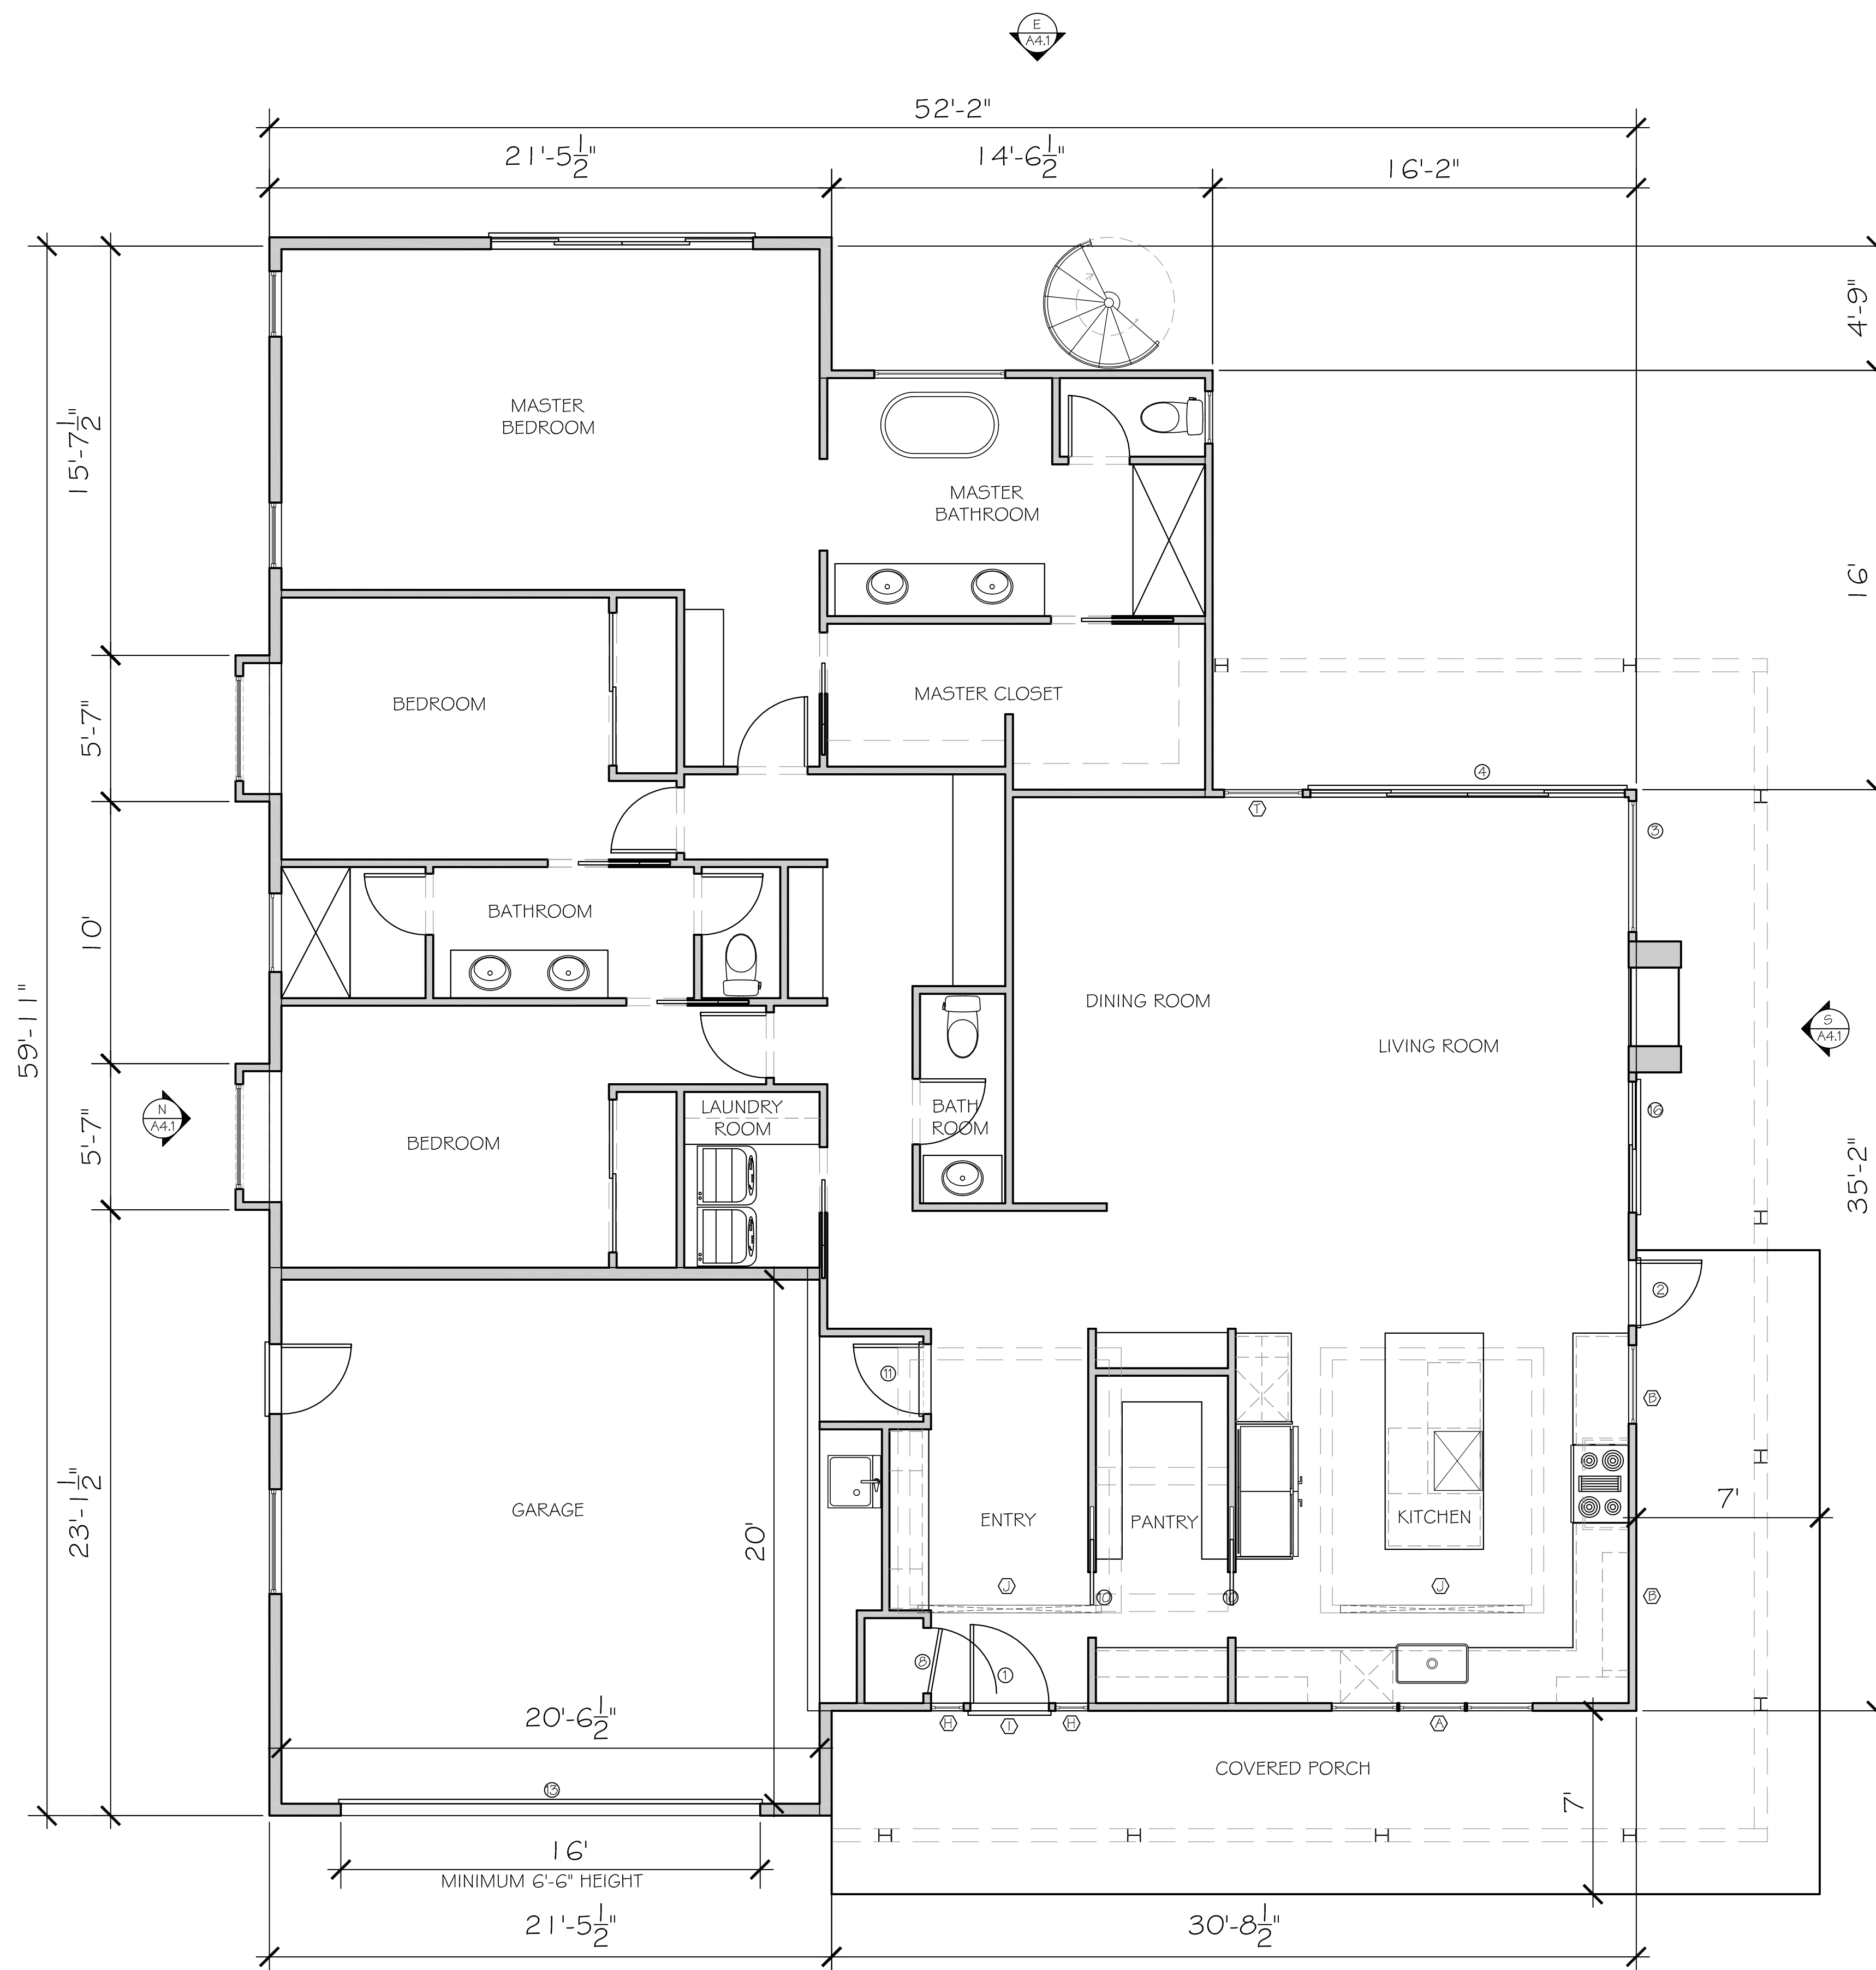 E
A4.1
52'-2"
21'-5 1/2"
14'-6 1/2"
16'-2"
4'-9"
15'-7 1/2"
MASTER
BEDROOM
MASTER
BATHROOM
16'
BEDROOM
MASTER CLOSET
5'-7"
4
T
3
10'
BATHROOM
59'-11"
DINING ROOM
LIVING ROOM
S
A4.1
N
A4.1
5'-7"
LAUNDRY
ROOM
BATH
ROOM
16
BEDROOM
35'-2"
2
11
B
23'-1 1/2"
GARAGE
20'
ENTRY
PANTRY
KITCHEN
7'
J
10
10
J
B
8
1
20'-6 1/2"
H
I
H
A
COVERED PORCH
13
7'
16'
MINIMUM 6'-6" HEIGHT
21'-5 1/2"
30'-8 1/2"